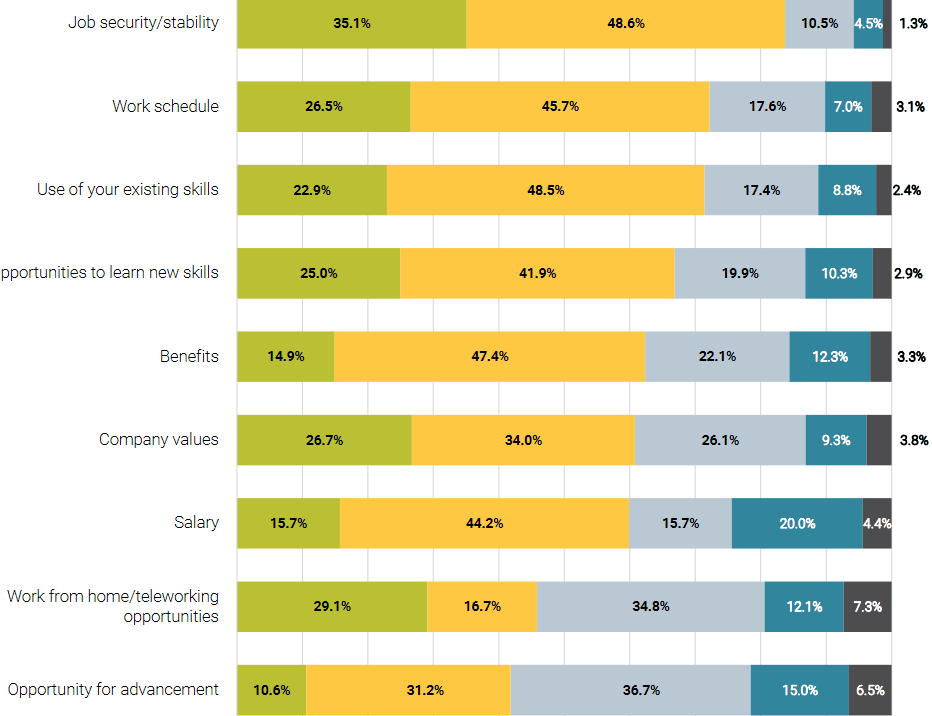 Job security/stability 35.1% 48.6% 10.5% 4.5% 1.3%
Work schedule 26.5% 45.7% 17.6% 7.0% 3.1%
Use of your existing skills 22.9% 48.5% 17.4% 8.8% 2.4%
pportunities to learn new skills 25.0% 41.9% 19.9% 10.3% 2.9%
Benefits 14.9% 47.4% 22.1% 12.3% 3.3%
Company values 26.7% 34.0% 26.1% 9.3% 3.8%
Salary 15.7% 44.2% 15.7% 20.0% 4.4%
Work from home/teleworking
opportunities 29.1% 16.7% 34.8% 12.1% 7.3%
Opportunity for advancement 10.6% 31.2% 36.7% 15.0% 6.5%